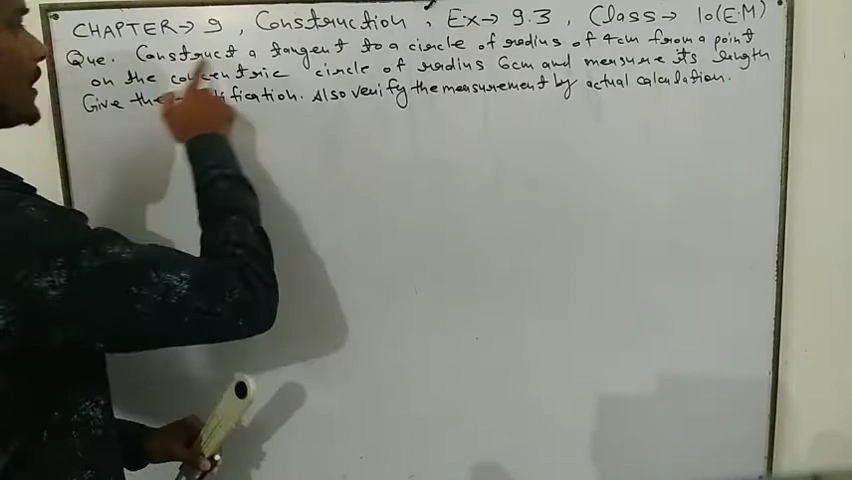 CHAPTER → 9 , Construction , Ex → 9.3 , Class → 10(E.M)
Que. Construct a tangent to a circle of radius of 4cm from a point
on the concentric circle of radius 6cm and measure its length
Give the Also verify the measurement by actual calculation.